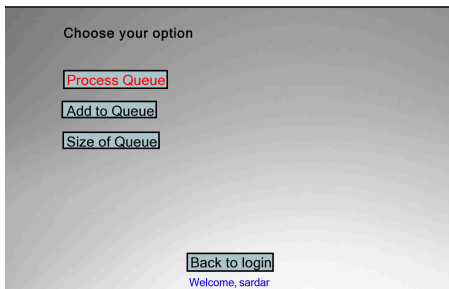 Choose your option
Process Queue
Add to Queue
Size of Queue
Back to login
Welcome, sardar